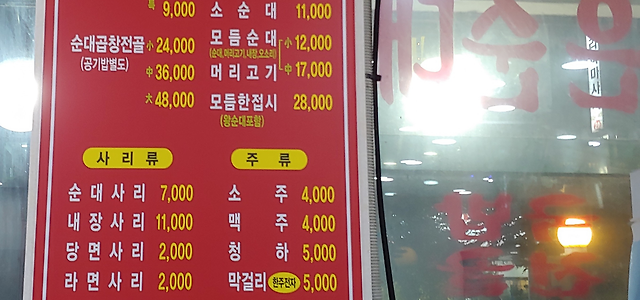 특 9,000
순대곱창전골 小 24,000
(공기밥별도)
中 36,000
大 48,000
소순대 11,000
모듬순대 小 12,000
(순대,머리고기,내장,오소리)
머리고기 中 17,000
모듬한접시 28,000
(왕순대포함)
사리류
순대사리 7,000
내장사리 11,000
당면사리 2,000
라면사리 2,000
주류
소주 4,000
맥주 4,000
청하 5,000
막걸리 한주전자 5,000